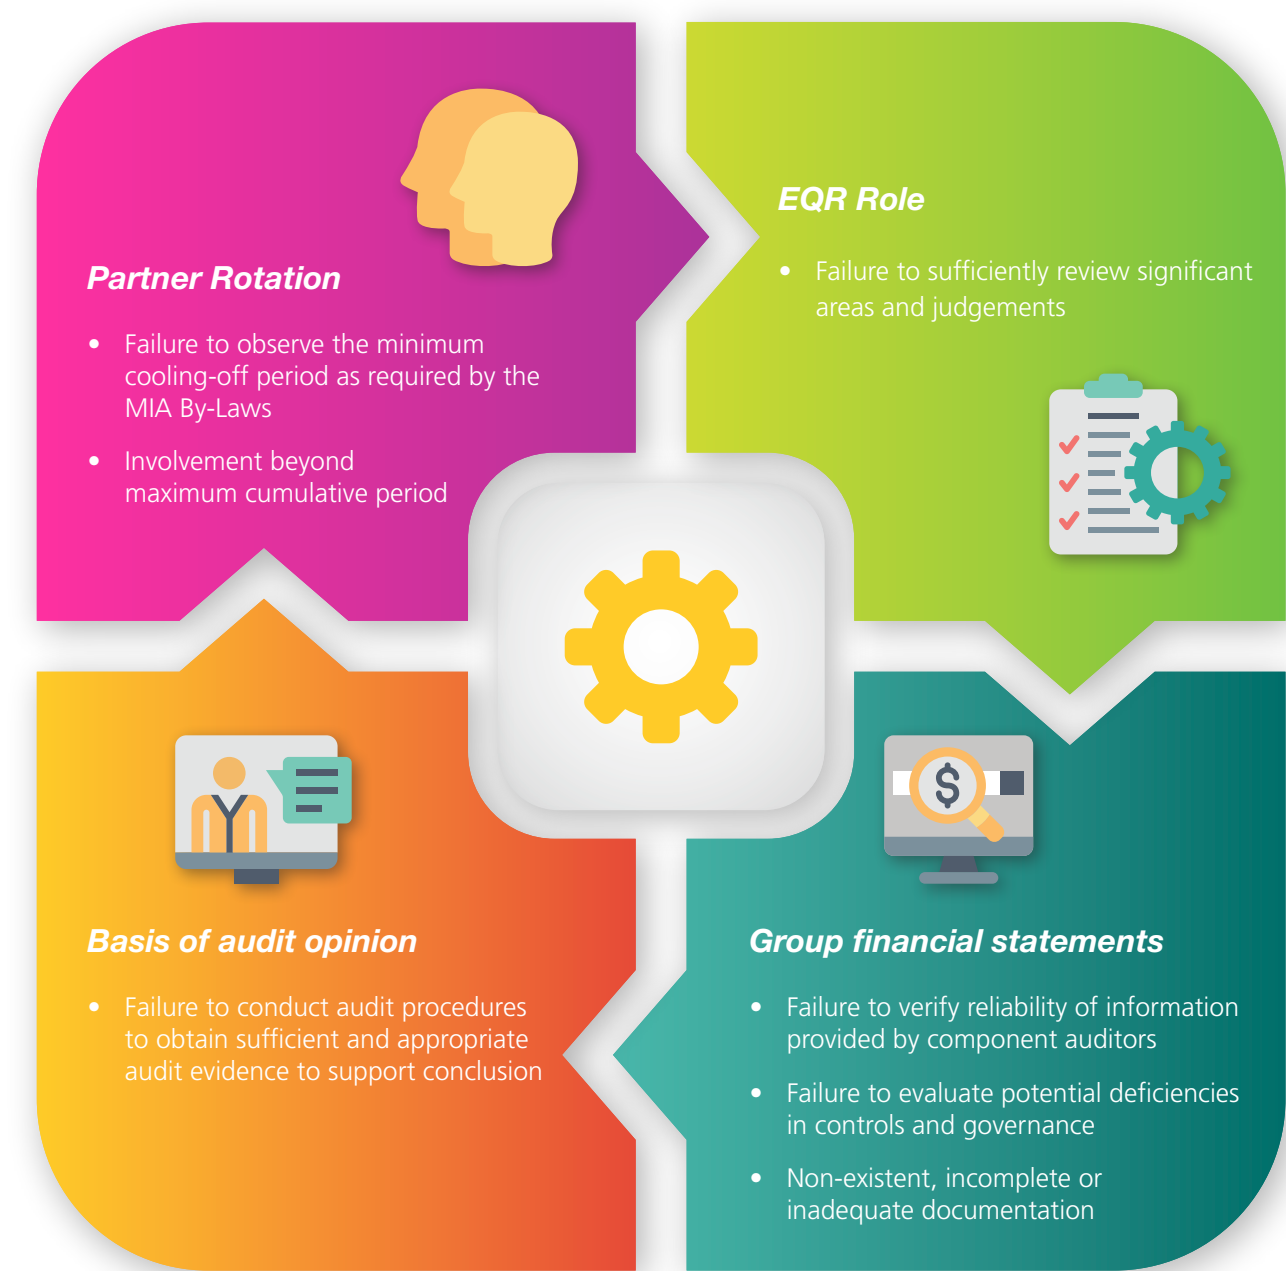 Partner Rotation
• Failure to observe the minimum
cooling-off period as required by the
MIA By-Laws
• Involvement beyond
maximum cumulative period
EQR Role
• Failure to sufficiently review significant
areas and judgements
Basis of audit opinion
• Failure to conduct audit procedures
to obtain sufficient and appropriate
audit evidence to support conclusion
$
Group financial statements
• Failure to verify reliability of information
provided by component auditors
• Failure to evaluate potential deficiencies
in controls and governance
• Non-existent, incomplete or
inadequate documentation